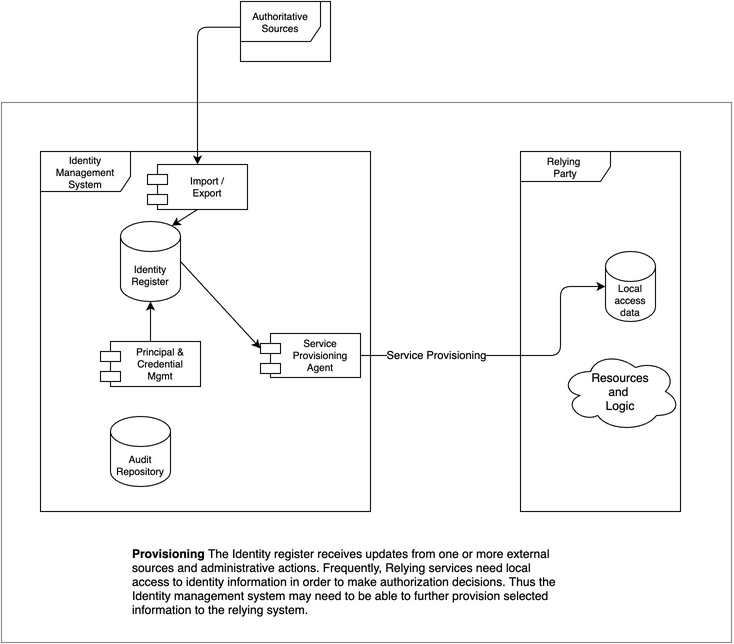 Authoritative
Sources
Identity
Management
System
Import /
Export
Relying
Party
Identity
Register
Local
access
data
Principal &
Credential
Mgmt
Service
Provisioning
Agent
Service Provisioning
Resources
and
Logic
Audit
Repository
Provisioning The Identity register receives updates from one or more external
sources and administrative actions. Frequently, Relying services need local
access to identity information in order to make authorization decisions. Thus the
Identity management system may need to be able to further provision selected
information to the relying system.